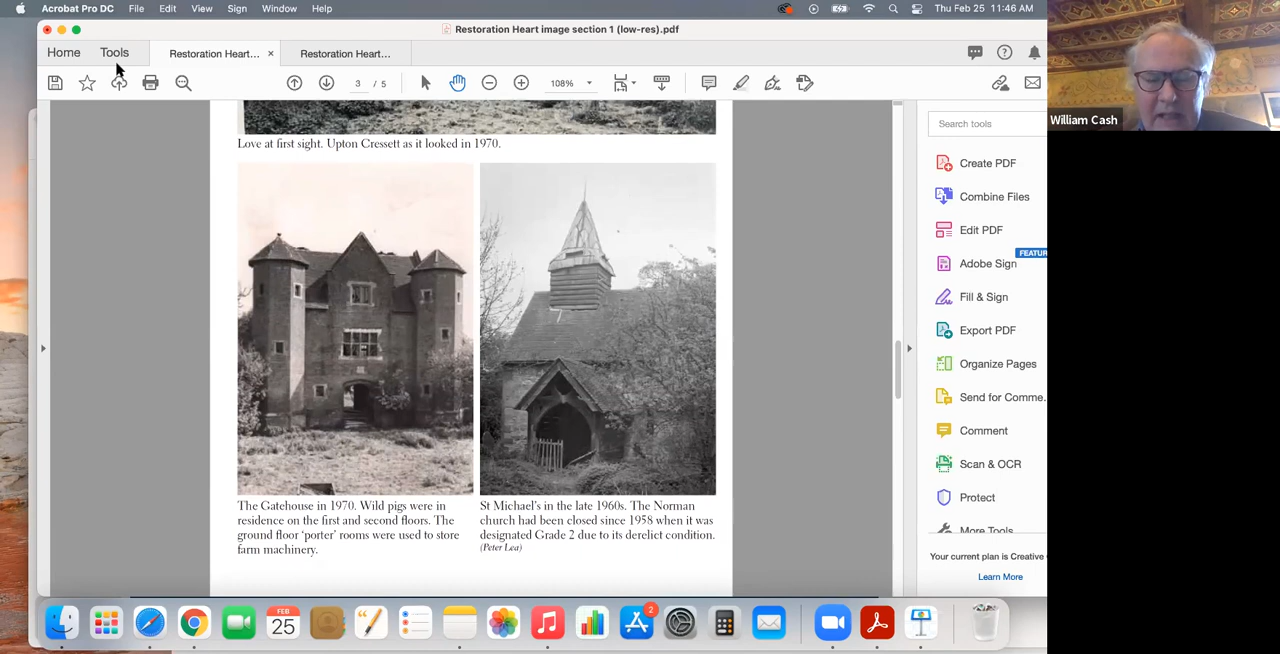 Acrobat Pro DC File Edit View Sign Window Help
Thu Feb 25 11:46 AM
Restoration Heart image section 1 (low-res).pdf
Home Tools Restoration Heart... × Restoration Heart...
3 / 5 108%
Love at first sight. Upton Cressett as it looked in 1970.
The Gatehouse in 1970. Wild pigs were in
residence on the first and second floors. The
ground floor ‘porter’ rooms were used to store
farm machinery.
St Michael’s in the late 1960s. The Norman
church had been closed since 1958 when it was
designated Grade 2 due to its derelict condition.
(Peter Lea)
Search tools
Create PDF
Combine Files
Edit PDF
FEATUR
Adobe Sign
Fill & Sign
Export PDF
Organize Pages
Send for Comme...
Comment
Scan & OCR
Protect
More Tools
Your current plan is Creative
Learn More
William Cash
FEB
25
2